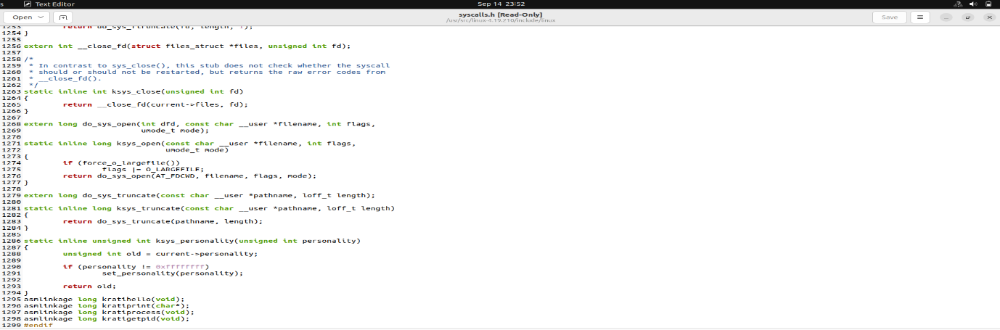 s Text Editor Sep 14 23:52
Open syscalls.h [Read-Only] Save
/usr/src/linux-4.19.210/include/linux
1253 return do_sys_ftruncate(fd, length, 1);
1254 }
1255
1256 extern int __close_fd(struct files_struct *files, unsigned int fd);
1257
1258 /*
1259 * In contrast to sys_close(), this stub does not check whether the syscall
1260 * should or should not be restarted, but returns the raw error codes from
1261 * __close_fd().
1262 */
1263 static inline int ksys_close(unsigned int fd)
1264 {
1265 return __close_fd(current->files, fd);
1266 }
1267
1268 extern long do_sys_open(int dfd, const char __user *filename, int flags,
1269 umode_t mode);
1270
1271 static inline long ksys_open(const char __user *filename, int flags,
1272 umode_t mode)
1273 {
1274 if (force_o_largefile())
1275 flags |= O_LARGEFILE;
1276 return do_sys_open(AT_FDCWD, filename, flags, mode);
1277 }
1278
1279 extern long do_sys_truncate(const char __user *pathname, loff_t length);
1280
1281 static inline long ksys_truncate(const char __user *pathname, loff_t length)
1282 {
1283 return do_sys_truncate(pathname, length);
1284 }
1285
1286 static inline unsigned int ksys_personality(unsigned int personality)
1287 {
1288 unsigned int old = current->personality;
1289
1290 if (personality != 0xffffffff)
1291 set_personality(personality);
1292
1293 return old;
1294 }
1295 asmlinkage long kratihello(void);
1296 asmlinkage long kratiprint(char*);
1297 asmlinkage long kratiprocess(void);
1298 asmlinkage long kratigetpid(void);
1299 #endif